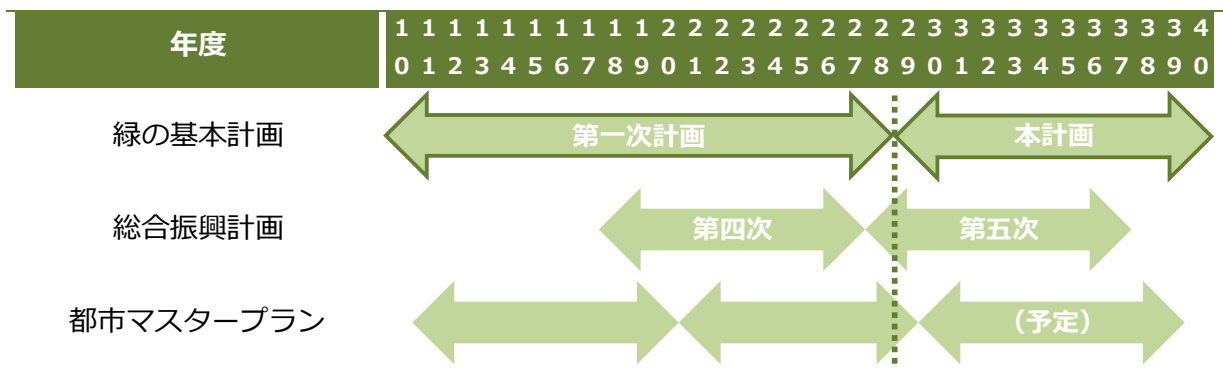 年度
1 1 1 1 1 1 1 1 1 1 2 2 2 2 2 2 2 2 2 2 3 3 3 3 3 3 3 3 3 3 4
0 1 2 3 4 5 6 7 8 9 0 1 2 3 4 5 6 7 8 9 0 1 2 3 4 5 6 7 8 9 0
緑の基本計画 第一次計画 本計画
総合振興計画 第四次 第五次
都市マスタープラン （予定）